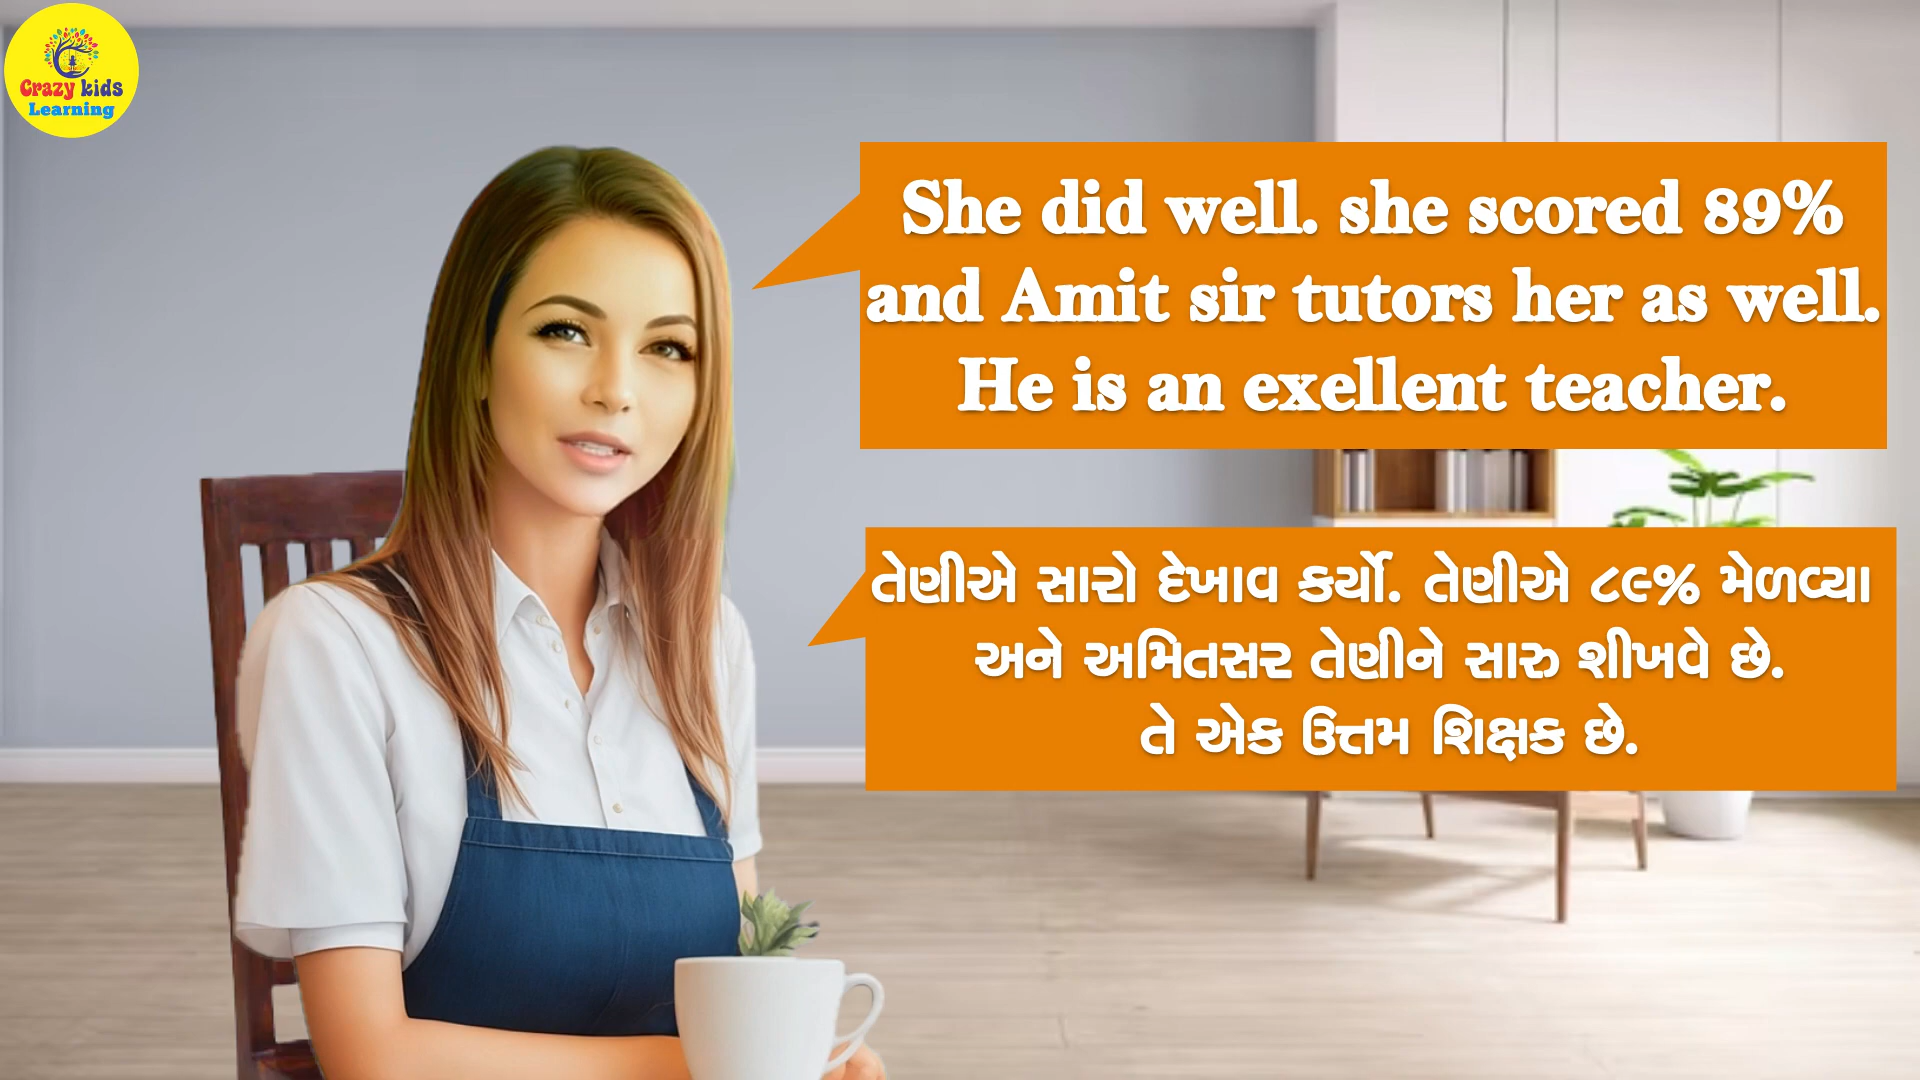 Crazy kids
Learning
She did well. she scored 89%
and Amit sir tutors her as well.
He is an exellent teacher.
તેણીએ સારો દેખાવ કર્યો. તેણીએ ૮૯% મેળવ્યા
અને અમિતસર તેણીને સારુ શીખવે છે.
તે એક ઉત્તમ શિક્ષક છે.